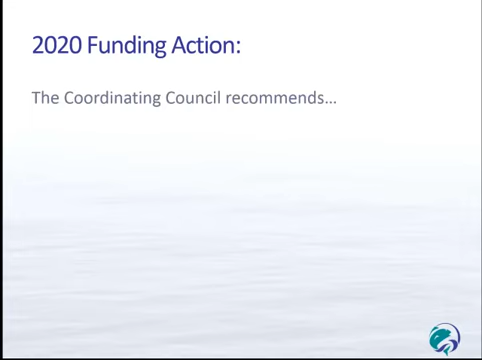 2020 Funding Action:
The Coordinating Council recommends…